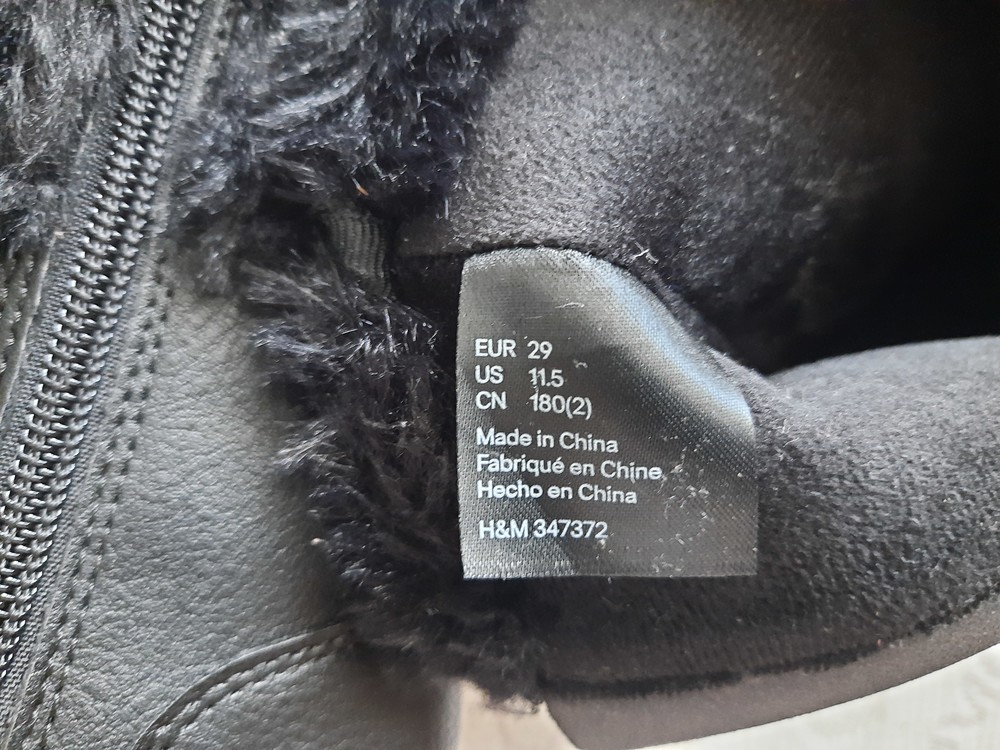 EUR 29
US 11.5
CN 180(2)
Made in China
Fabriqué en Chine
Hecho en China
H&M 347372